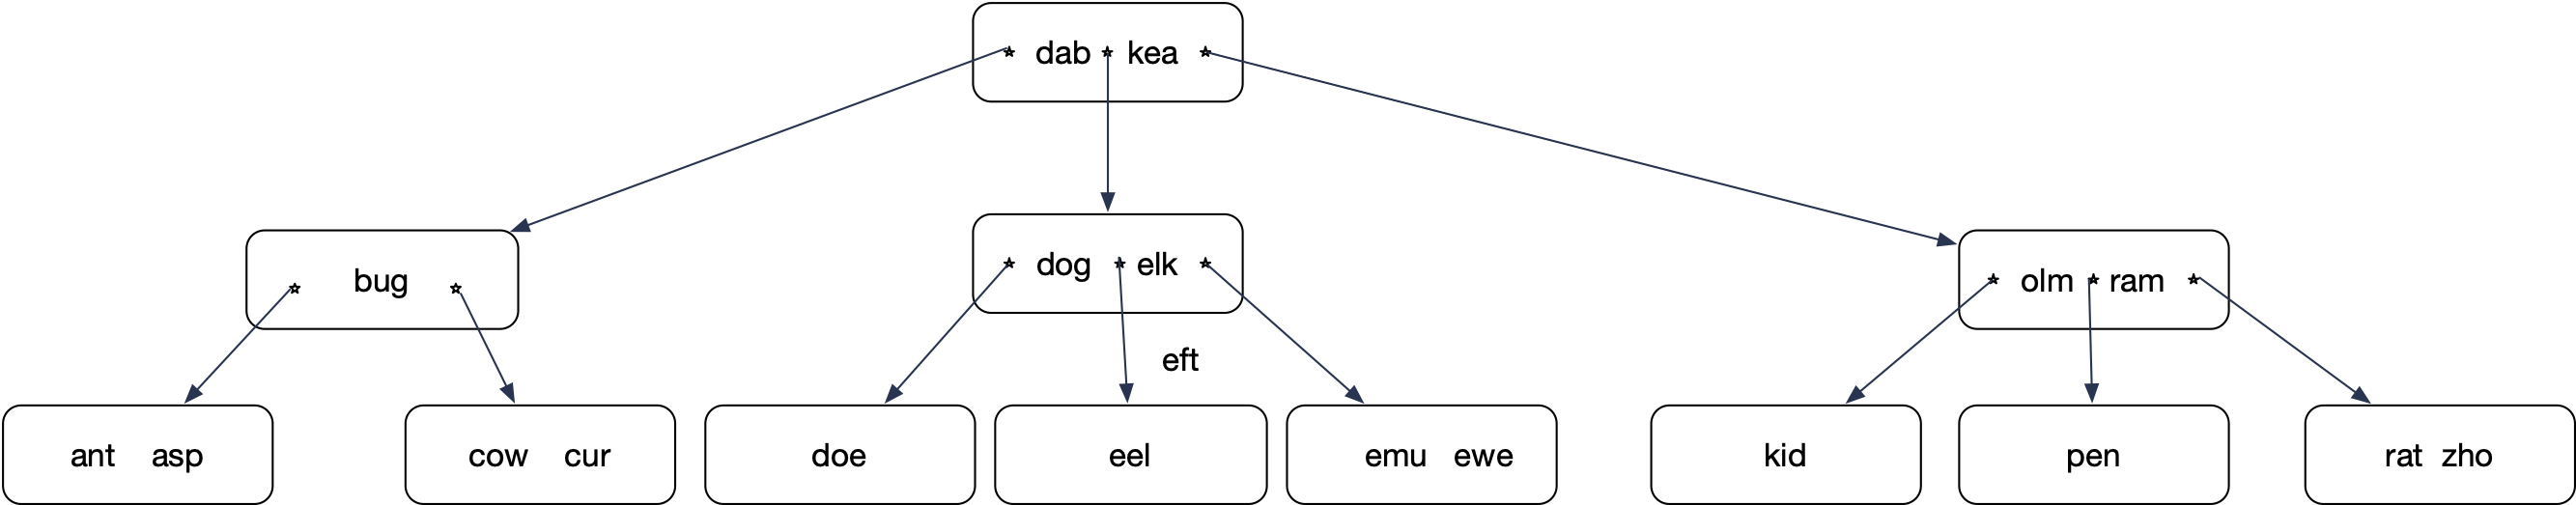 dab kea
bug
dog elk
olm ram
eft
ant asp
cow cur
doe
eel
emu ewe
kid
pen
rat zho